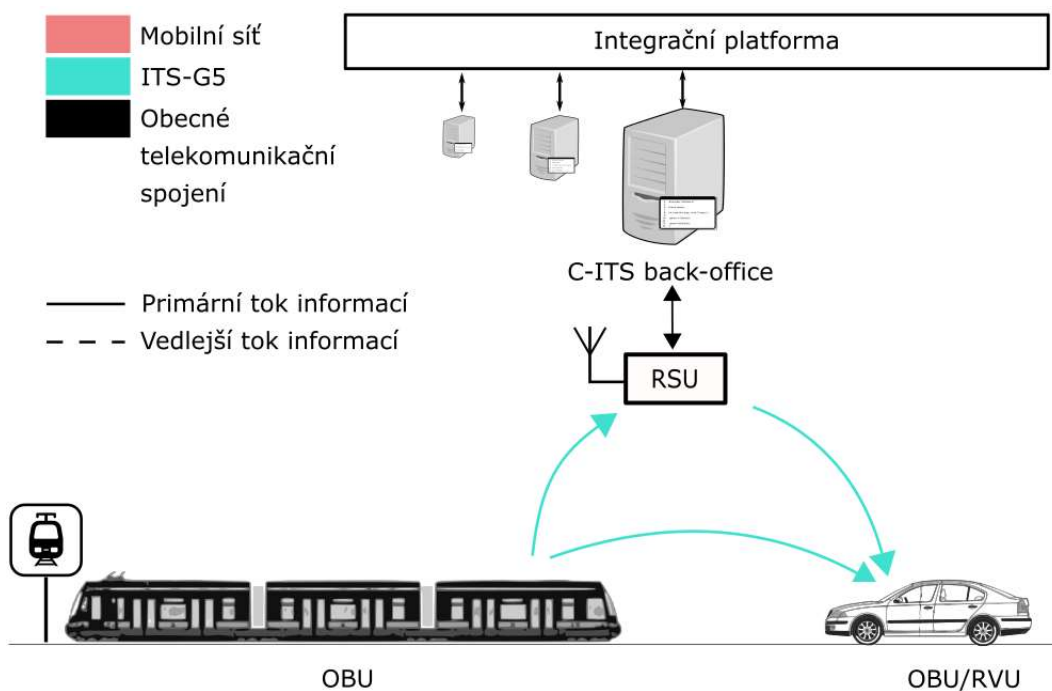 Mobilní síť
ITS-G5
Obecné
telekomunikační
spojení
Integrační platforma
C-ITS back-office
Primární tok informací
Vedlejší tok informací
RSU
OBU
OBU/RVU